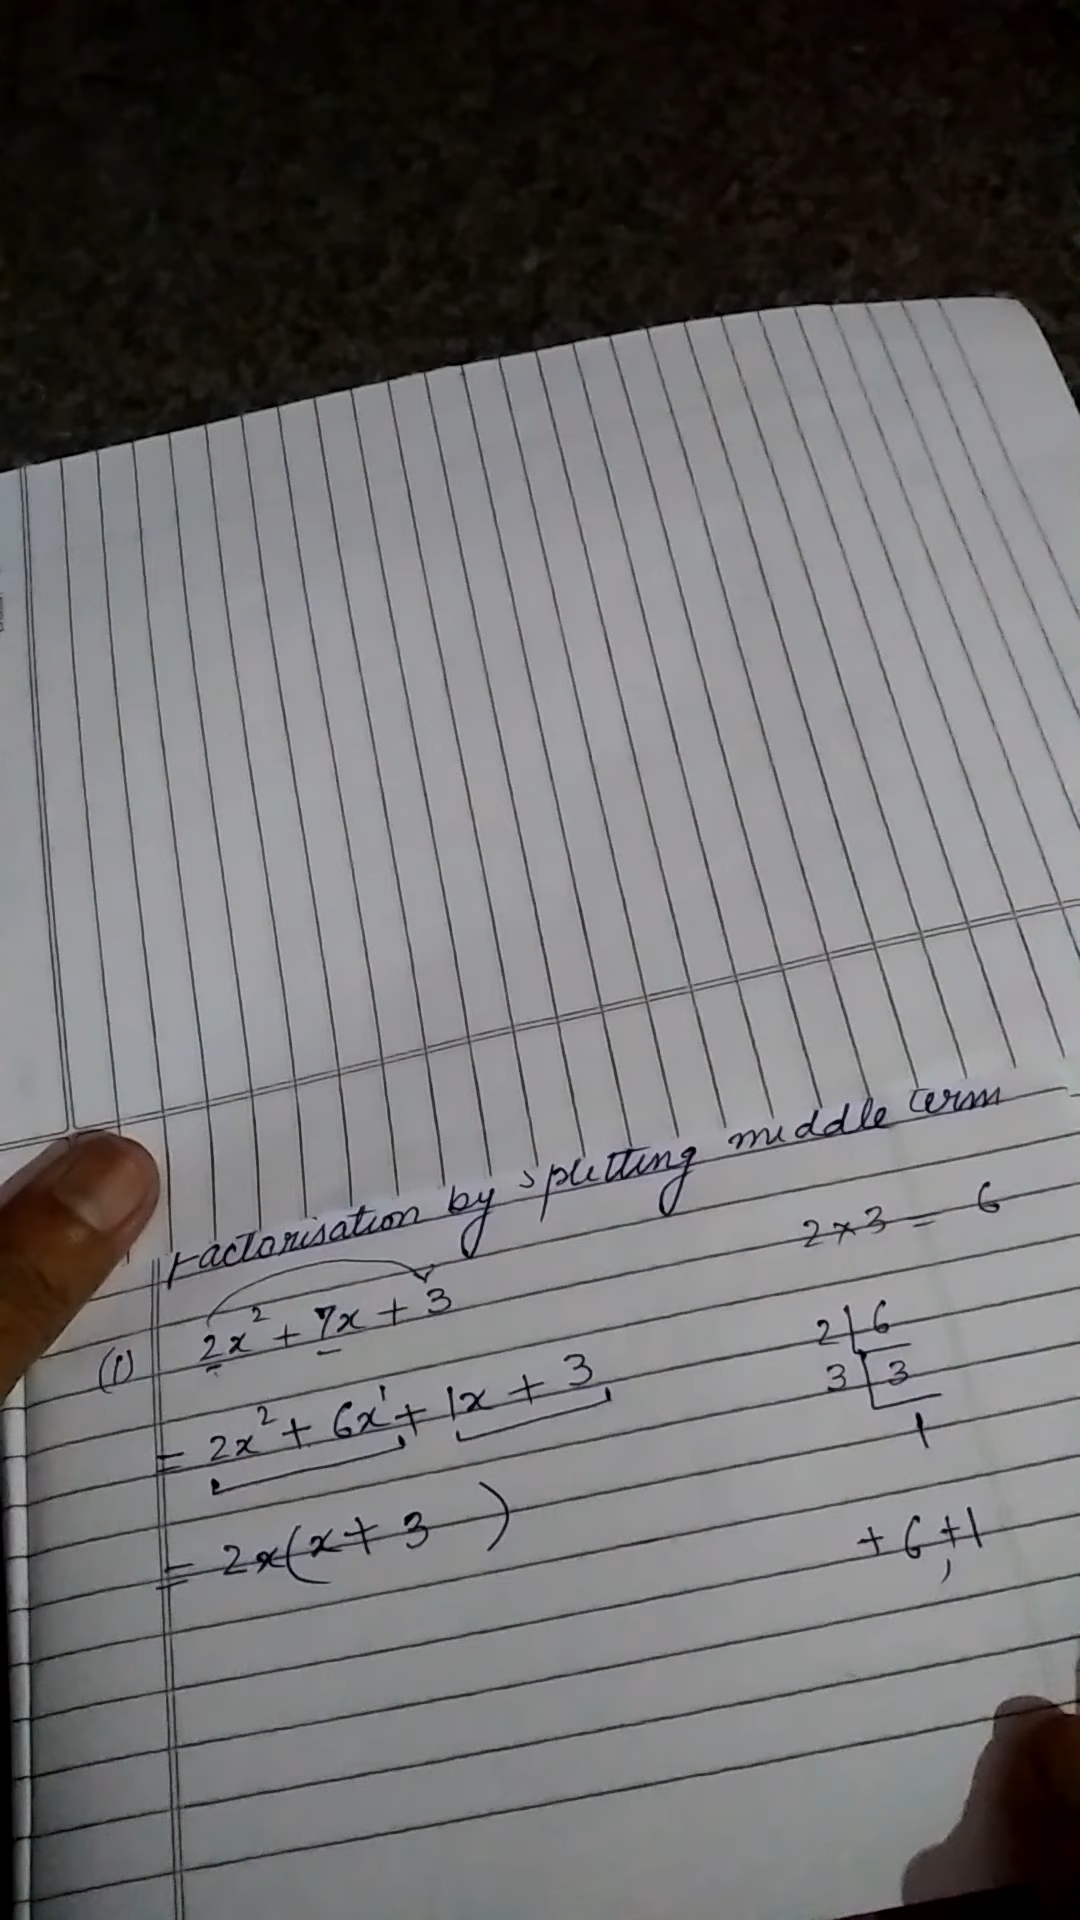 Factorisation by splitting middle term
2 × 3 = 6
(1) 2x² + 7x + 3
2 | 6
= 2x² + 6x¹ + 1x + 3
3 | 3
1
= 2x(x + 3 )
+ 6, +1